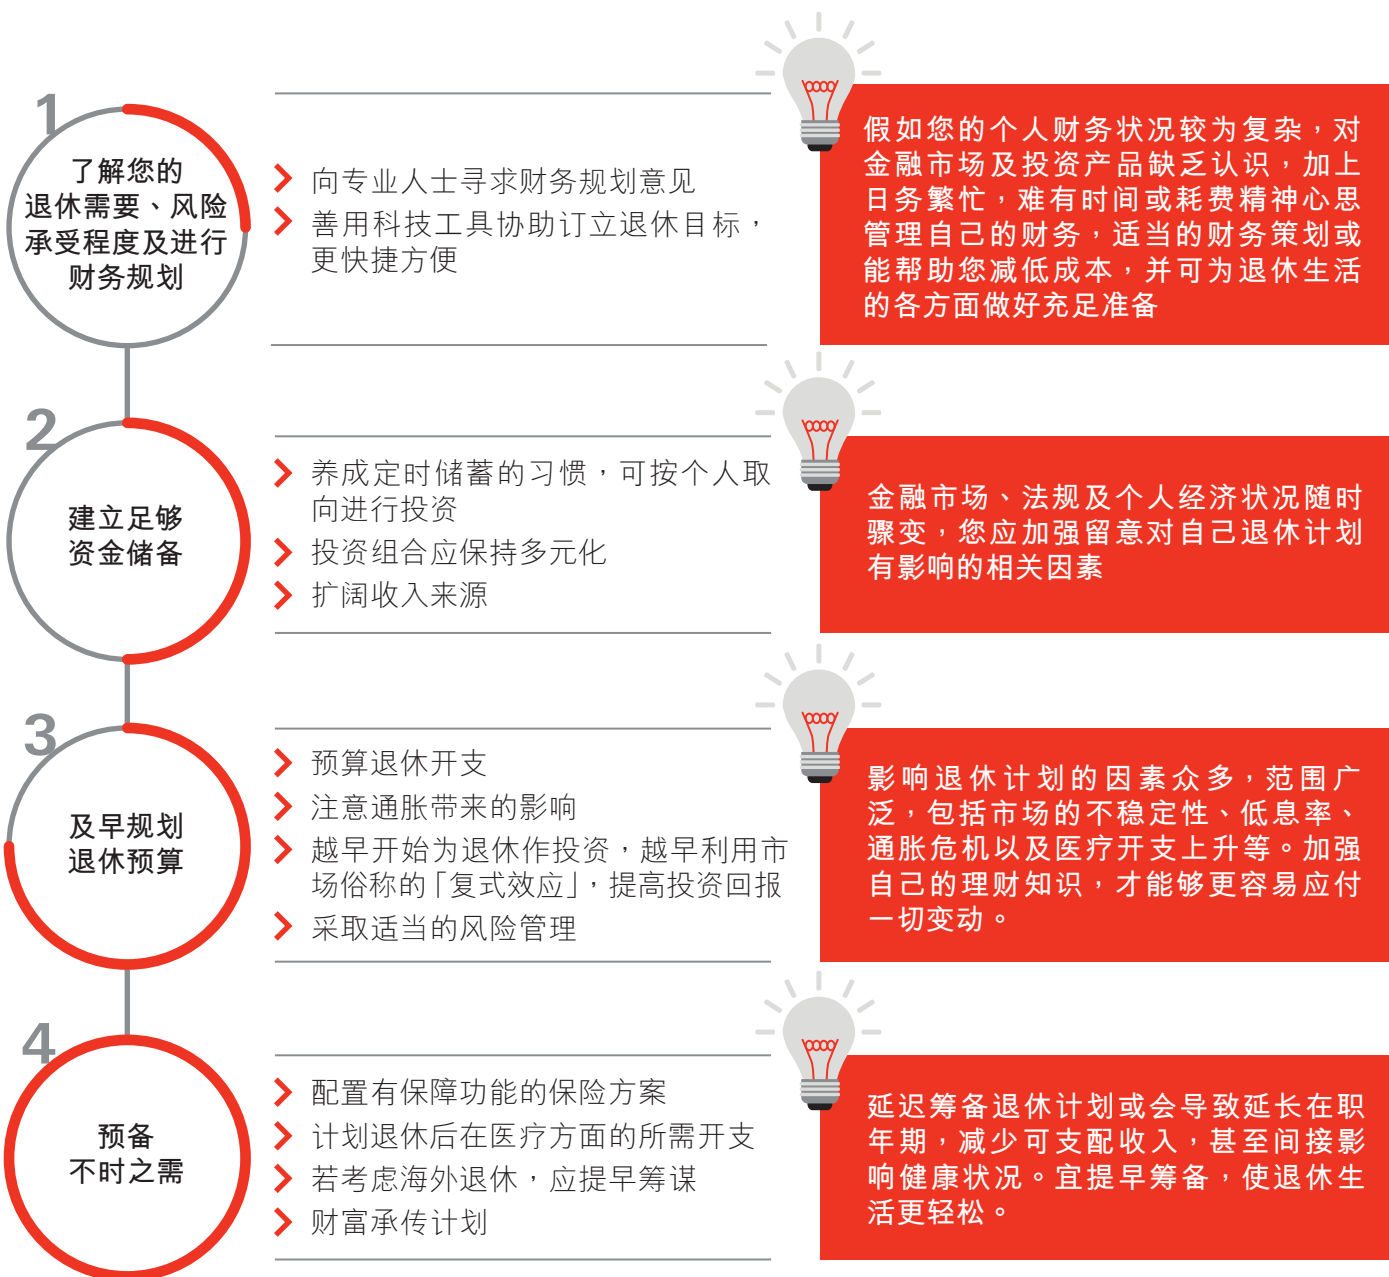 1
了解您的
退休需要、风险
承受程度及进行
财务规划
向专业人士寻求财务规划意见
善用科技工具协助订立退休目标，
更快捷方便
假如您的个人财务状况较为复杂，对
金融市场及投资产品缺乏认识，加上
日务繁忙，难有时间或耗费精神心思
管理自己的财务，适当的财务策划或
能帮助您减低成本，并可为退休生活
的各方面做好充足准备
2
建立足够
资金储备
养成定时储蓄的习惯，可按个人取
向进行投资
投资组合应保持多元化
扩阔收入来源
金融市场、法规及个人经济状况随时
骤变，您应加强留意对自己退休计划
有影响的相关因素
3
及早规划
退休预算
预算退休开支
注意通胀带来的影响
越早开始为退休作投资，越早利用市
场俗称的「复式效应」，提高投资回报
采取适当的风险管理
影响退休计划的因素众多，范围广
泛，包括市场的不稳定性、低息率、
通胀危机以及医疗开支上升等。加强
自己的理财知识，才能够更容易应付
一切变动。
4
预备
不时之需
配置有保障功能的保险方案
计划退休后在医疗方面的所需开支
若考虑海外退休，应提早筹谋
财富承传计划
延迟筹备退休计划或会导致延长在职
年期，减少可支配收入，甚至间接影
响健康状况。宜提早筹备，使退休生
活更轻松。